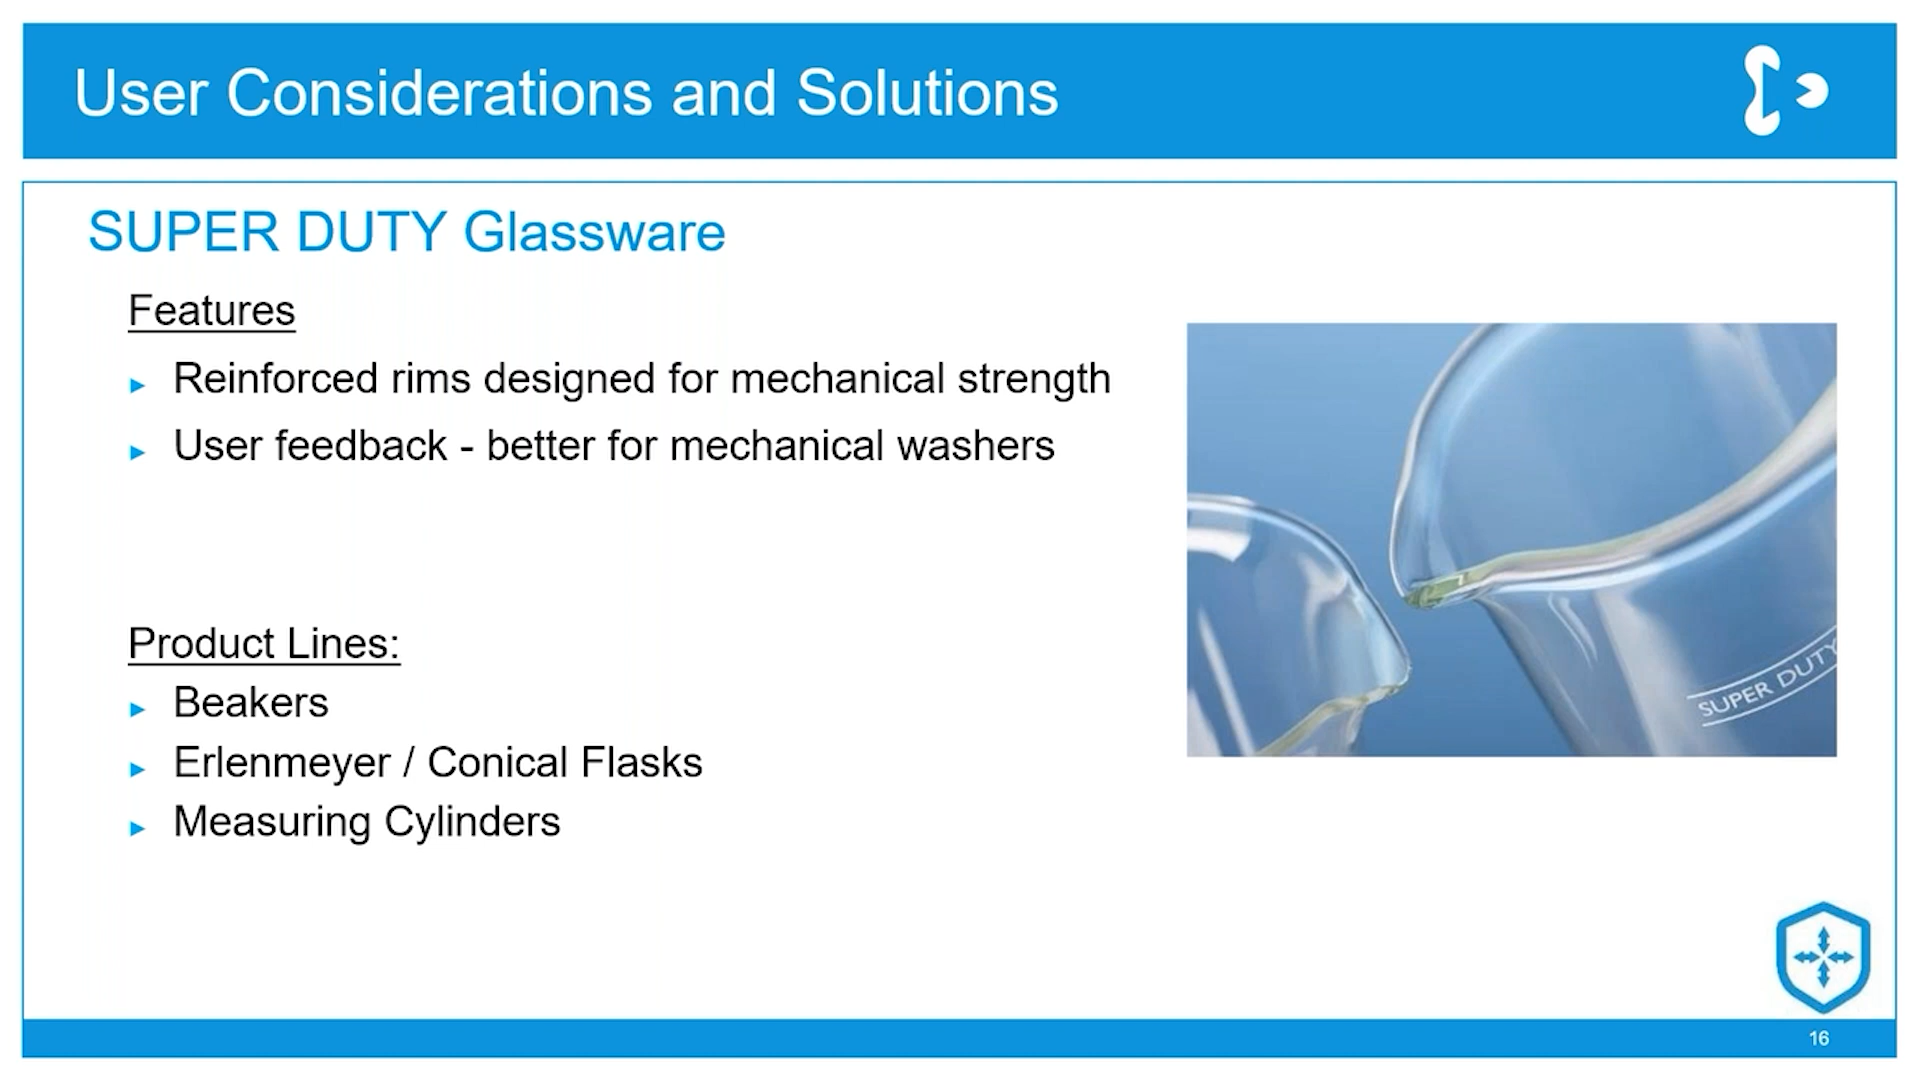 User Considerations and Solutions
SUPER DUTY Glassware
Features
Reinforced rims designed for mechanical strength
User feedback - better for mechanical washers
Product Lines:
Beakers
Erlenmeyer / Conical Flasks
Measuring Cylinders
SUPER DUTY
16